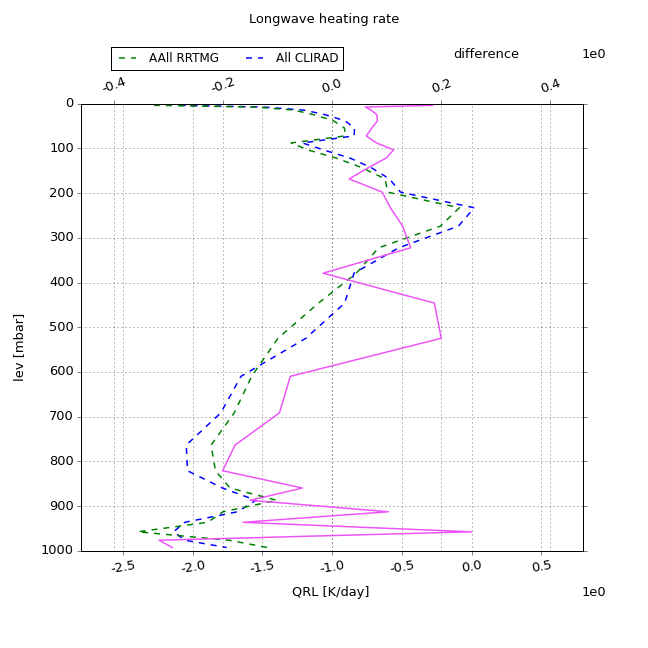 Longwave heating rate
AAll RRTMG
All CLIRAD
difference
1e0
-0.4
-0.2
0.0
0.2
0.4
0
100
200
300
400
500
600
700
800
900
1000
lev [mbar]
-2.5
-2.0
-1.5
-1.0
-0.5
0.0
0.5
QRL [K/day]
1e0